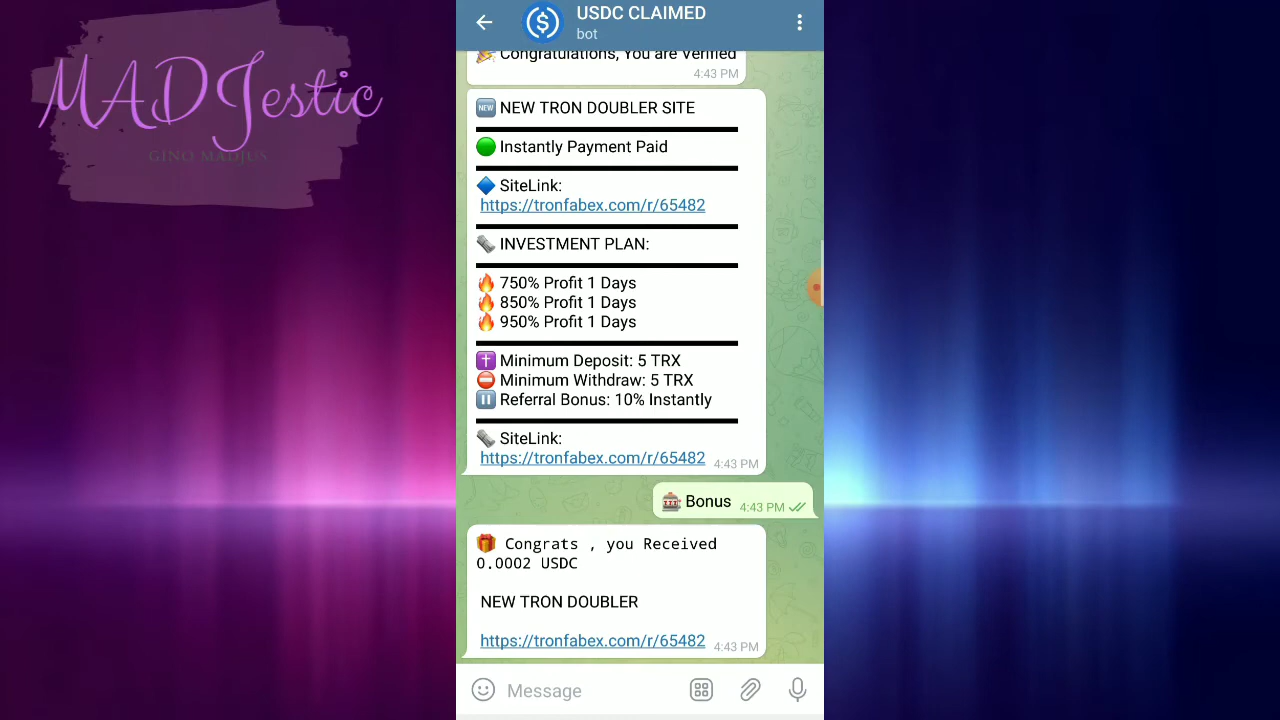 MADJestic
GINO MADJUS
USDC CLAIMED
bot
🎉 Congratulations, You are Verified
4:43 PM
🆕 NEW TRON DOUBLER SITE
🟢 Instantly Payment Paid
🔷 SiteLink:
https://tronfabex.com/r/65482
🗞 INVESTMENT PLAN:
🔥 750% Profit 1 Days
🔥 850% Profit 1 Days
🔥 950% Profit 1 Days
✝️ Minimum Deposit: 5 TRX
⛔ Minimum Withdraw: 5 TRX
⏸ Referral Bonus: 10% Instantly
🗞 SiteLink:
https://tronfabex.com/r/65482 4:43 PM
🎰 Bonus 4:43 PM
🎁 Congrats , you Received
0.0002 USDC
NEW TRON DOUBLER
https://tronfabex.com/r/65482 4:43 PM
Message